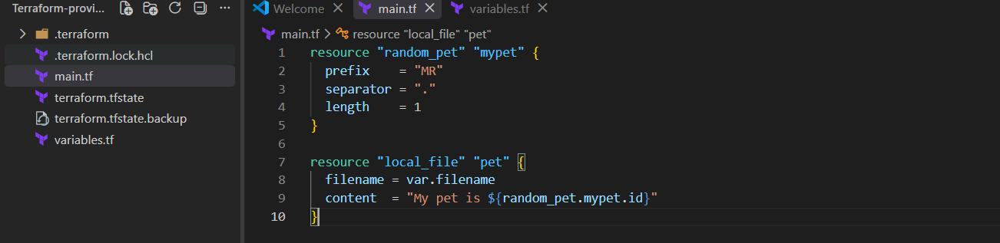 Terraform-provi...
.terraform
.terraform.lock.hcl
main.tf
terraform.tfstate
terraform.tfstate.backup
variables.tf
Welcome
main.tf
variables.tf
main.tf > resource "local_file" "pet"
1 resource "random_pet" "mypet" {
2   prefix    = "MR"
3   separator = "."
4   length    = 1
5 }
6
7 resource "local_file" "pet" {
8   filename = var.filename
9   content  = "My pet is ${random_pet.mypet.id}"
10 }